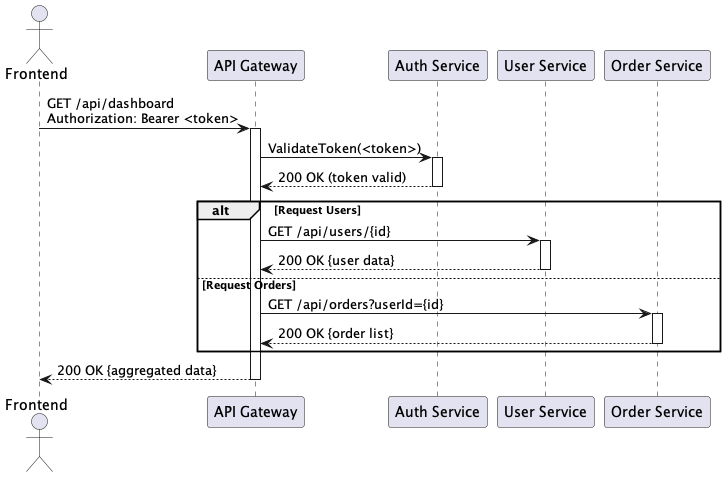 Frontend
API Gateway
Auth Service
User Service
Order Service
GET /api/dashboard
Authorization: Bearer <token>
ValidateToken(<token>)
200 OK (token valid)
alt
[Request Users]
GET /api/users/{id}
200 OK {user data}
[Request Orders]
GET /api/orders?userId={id}
200 OK {order list}
200 OK {aggregated data}
Frontend
API Gateway
Auth Service
User Service
Order Service